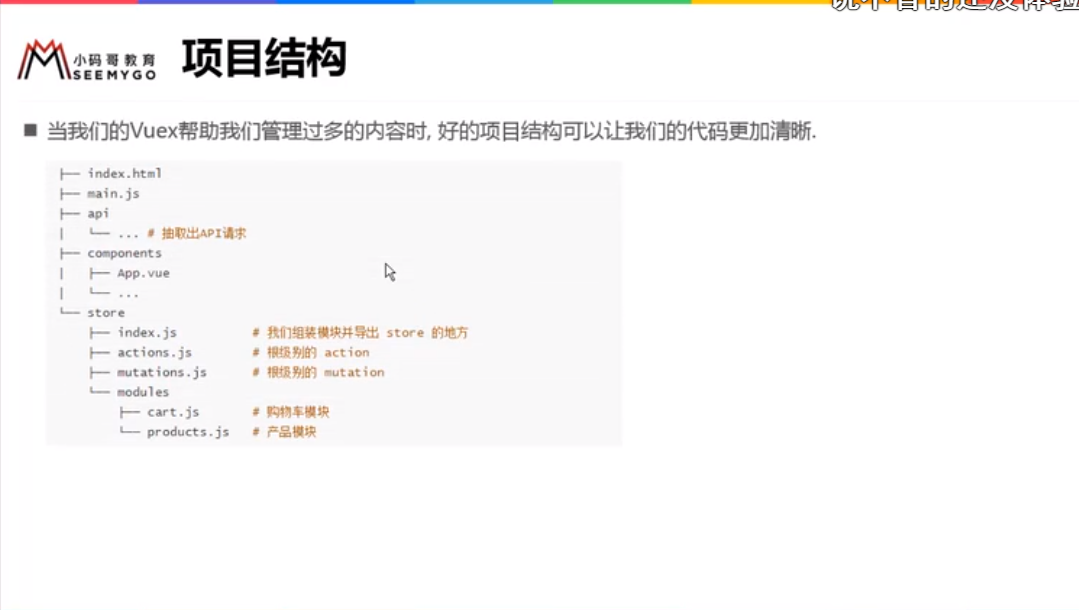 小码哥教育
SEEMYGO
项目结构
■ 当我们的Vuex帮助我们管理过多的内容时, 好的项目结构可以让我们的代码更加清晰.
├── index.html
├── main.js
├── api
│   └── ... # 抽取出API请求
├── components
│   ├── App.vue
│   └── ...
└── store
    ├── index.js          # 我们组装模块并导出 store 的地方
    ├── actions.js        # 根级别的 action
    ├── mutations.js      # 根级别的 mutation
    └── modules
        ├── cart.js       # 购物车模块
        └── products.js   # 产品模块